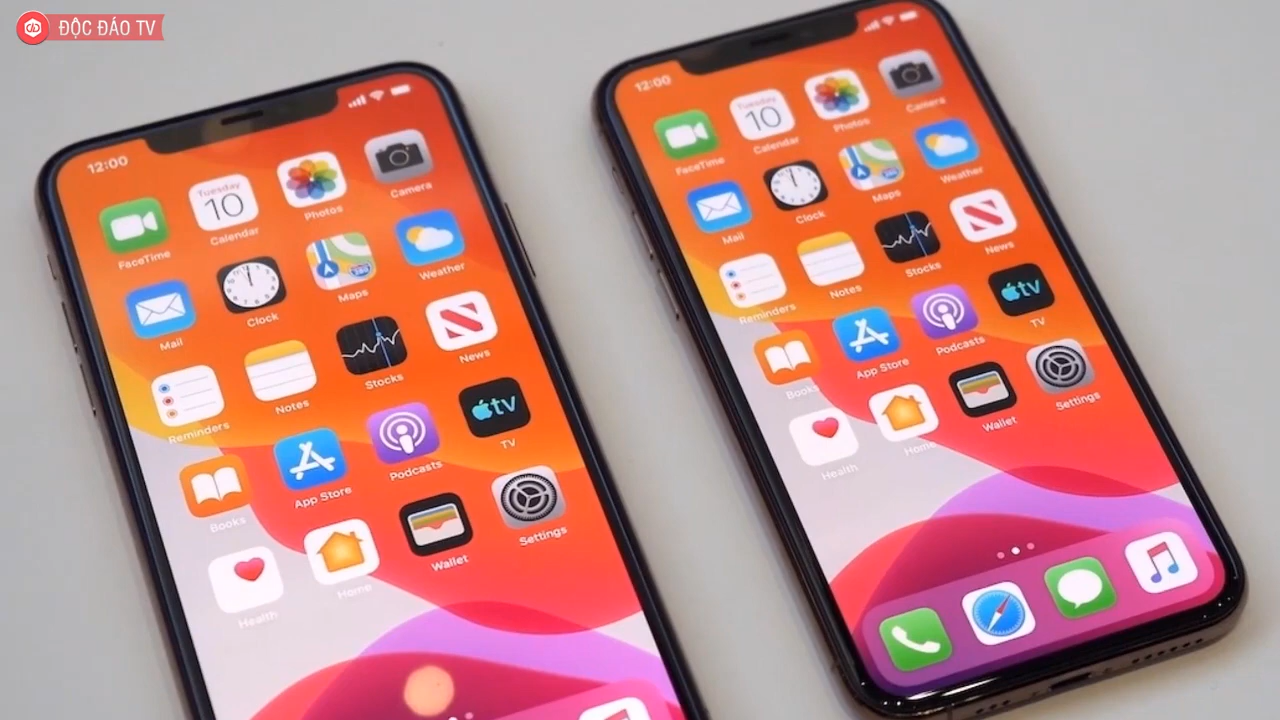 ĐỘC ĐÁO TV
12:00
FaceTime
Tuesday
10
Calendar
Photos
Camera
Mail
Clock
Maps
Weather
Reminders
Notes
Stocks
News
Books
App Store
Podcasts
tv
TV
Health
Home
Wallet
Settings
12:00
FaceTime
Tuesday
10
Calendar
Photos
Camera
Mail
Clock
Maps
Weather
Reminders
Notes
Stocks
News
Books
App Store
Podcasts
tv
TV
Health
Home
Wallet
Settings